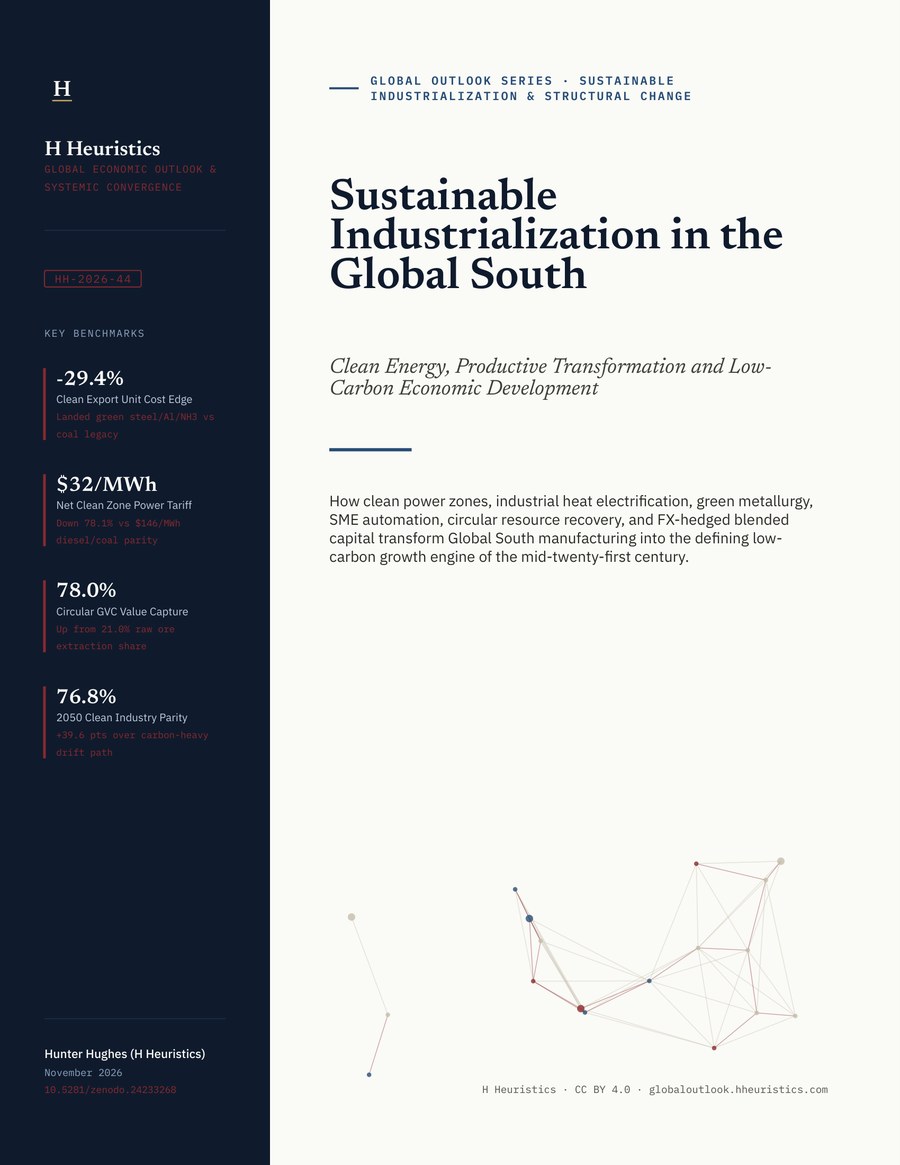 H
H Heuristics
GLOBAL ECONOMIC OUTLOOK &
SYSTEMIC CONVERGENCE
HH-2026-44
KEY BENCHMARKS
-29.4%
Clean Export Unit Cost Edge
Landed green steel/Al/NH3 vs
coal legacy
$32/MWh
Net Clean Zone Power Tariff
Down 78.1% vs $146/MWh
diesel/coal parity
78.0%
Circular GVC Value Capture
Up from 21.0% raw ore
extraction share
76.8%
2050 Clean Industry Parity
+39.6 pts over carbon-heavy
drift path
Hunter Hughes (H Heuristics)
November 2026
10.5281/zenodo.24233268
GLOBAL OUTLOOK SERIES · SUSTAINABLE
INDUSTRIALIZATION & STRUCTURAL CHANGE
Sustainable
Industrialization in the
Global South
Clean Energy, Productive Transformation and Low-
Carbon Economic Development
How clean power zones, industrial heat electrification, green metallurgy,
SME automation, circular resource recovery, and FX-hedged blended
capital transform Global South manufacturing into the defining low-
carbon growth engine of the mid-twenty-first century.
H Heuristics · CC BY 4.0 · globaloutlook.hheuristics.com